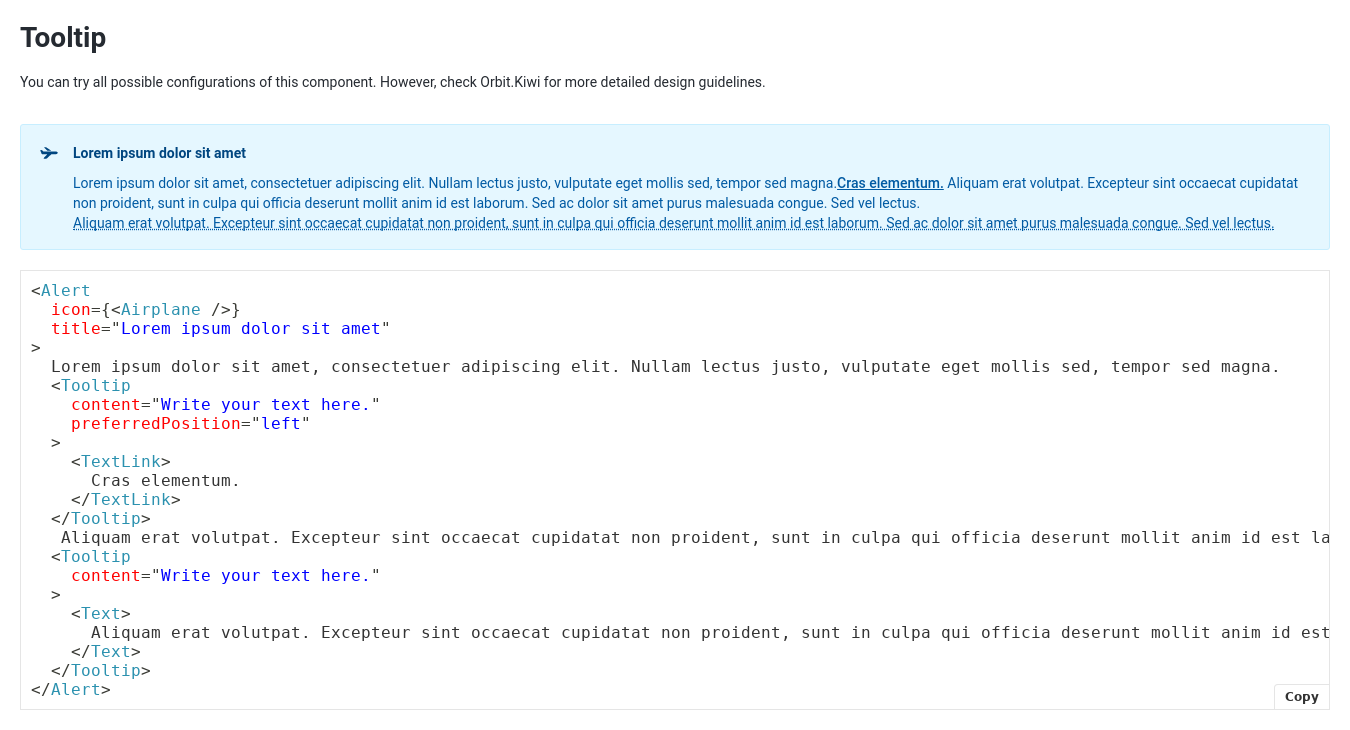 Tooltip
You can try all possible configurations of this component. However, check Orbit.Kiwi for more detailed design guidelines.
Lorem ipsum dolor sit amet
Lorem ipsum dolor sit amet, consectetuer adipiscing elit. Nullam lectus justo, vulputate eget mollis sed, tempor sed magna.Cras elementum. Aliquam erat volutpat. Excepteur sint occaecat cupidatat
non proident, sunt in culpa qui officia deserunt mollit anim id est laborum. Sed ac dolor sit amet purus malesuada congue. Sed vel lectus.
Aliquam erat volutpat. Excepteur sint occaecat cupidatat non proident, sunt in culpa qui officia deserunt mollit anim id est laborum. Sed ac dolor sit amet purus malesuada congue. Sed vel lectus.
<Alert
  icon={<Airplane />}
  title="Lorem ipsum dolor sit amet"
>
  Lorem ipsum dolor sit amet, consectetuer adipiscing elit. Nullam lectus justo, vulputate eget mollis sed, tempor sed magna.
  <Tooltip
    content="Write your text here."
    preferredPosition="left"
  >
    <TextLink>
      Cras elementum.
    </TextLink>
  </Tooltip>
   Aliquam erat volutpat. Excepteur sint occaecat cupidatat non proident, sunt in culpa qui officia deserunt mollit anim id est la
  <Tooltip
    content="Write your text here."
  >
    <Text>
      Aliquam erat volutpat. Excepteur sint occaecat cupidatat non proident, sunt in culpa qui officia deserunt mollit anim id est
    </Text>
  </Tooltip>
</Alert>
Copy